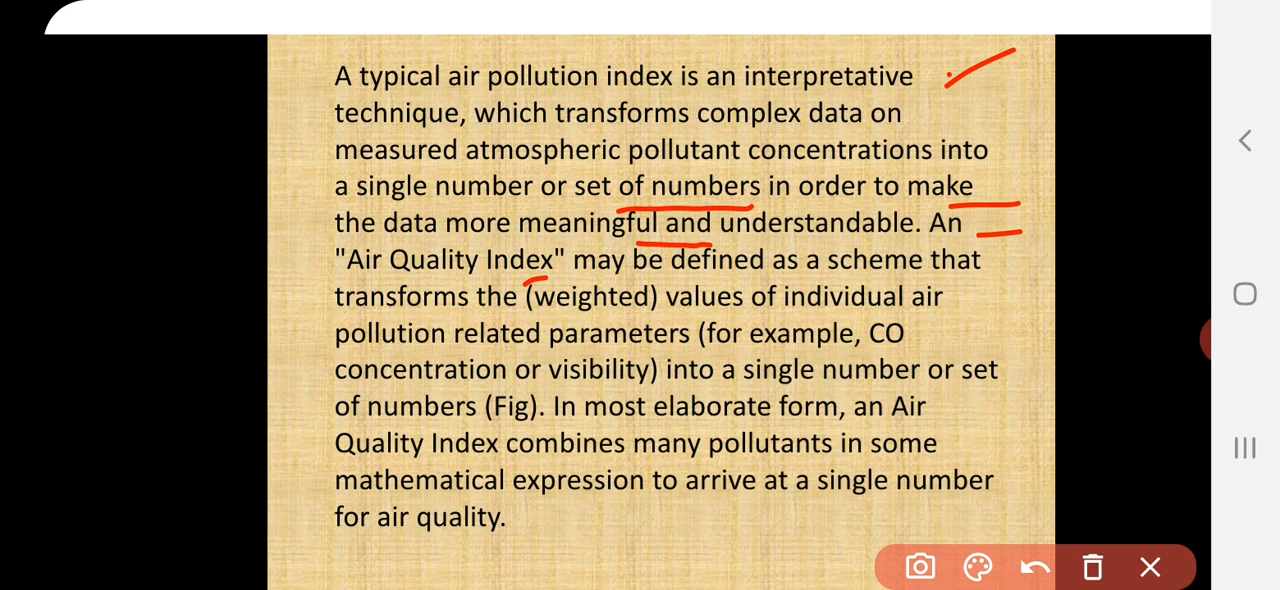 A typical air pollution index is an interpretative
technique, which transforms complex data on
measured atmospheric pollutant concentrations into
a single number or set of numbers in order to make
the data more meaningful and understandable. An
"Air Quality Index" may be defined as a scheme that
transforms the (weighted) values of individual air
pollution related parameters (for example, CO
concentration or visibility) into a single number or set
of numbers (Fig). In most elaborate form, an Air
Quality Index combines many pollutants in some
mathematical expression to arrive at a single number
for air quality.